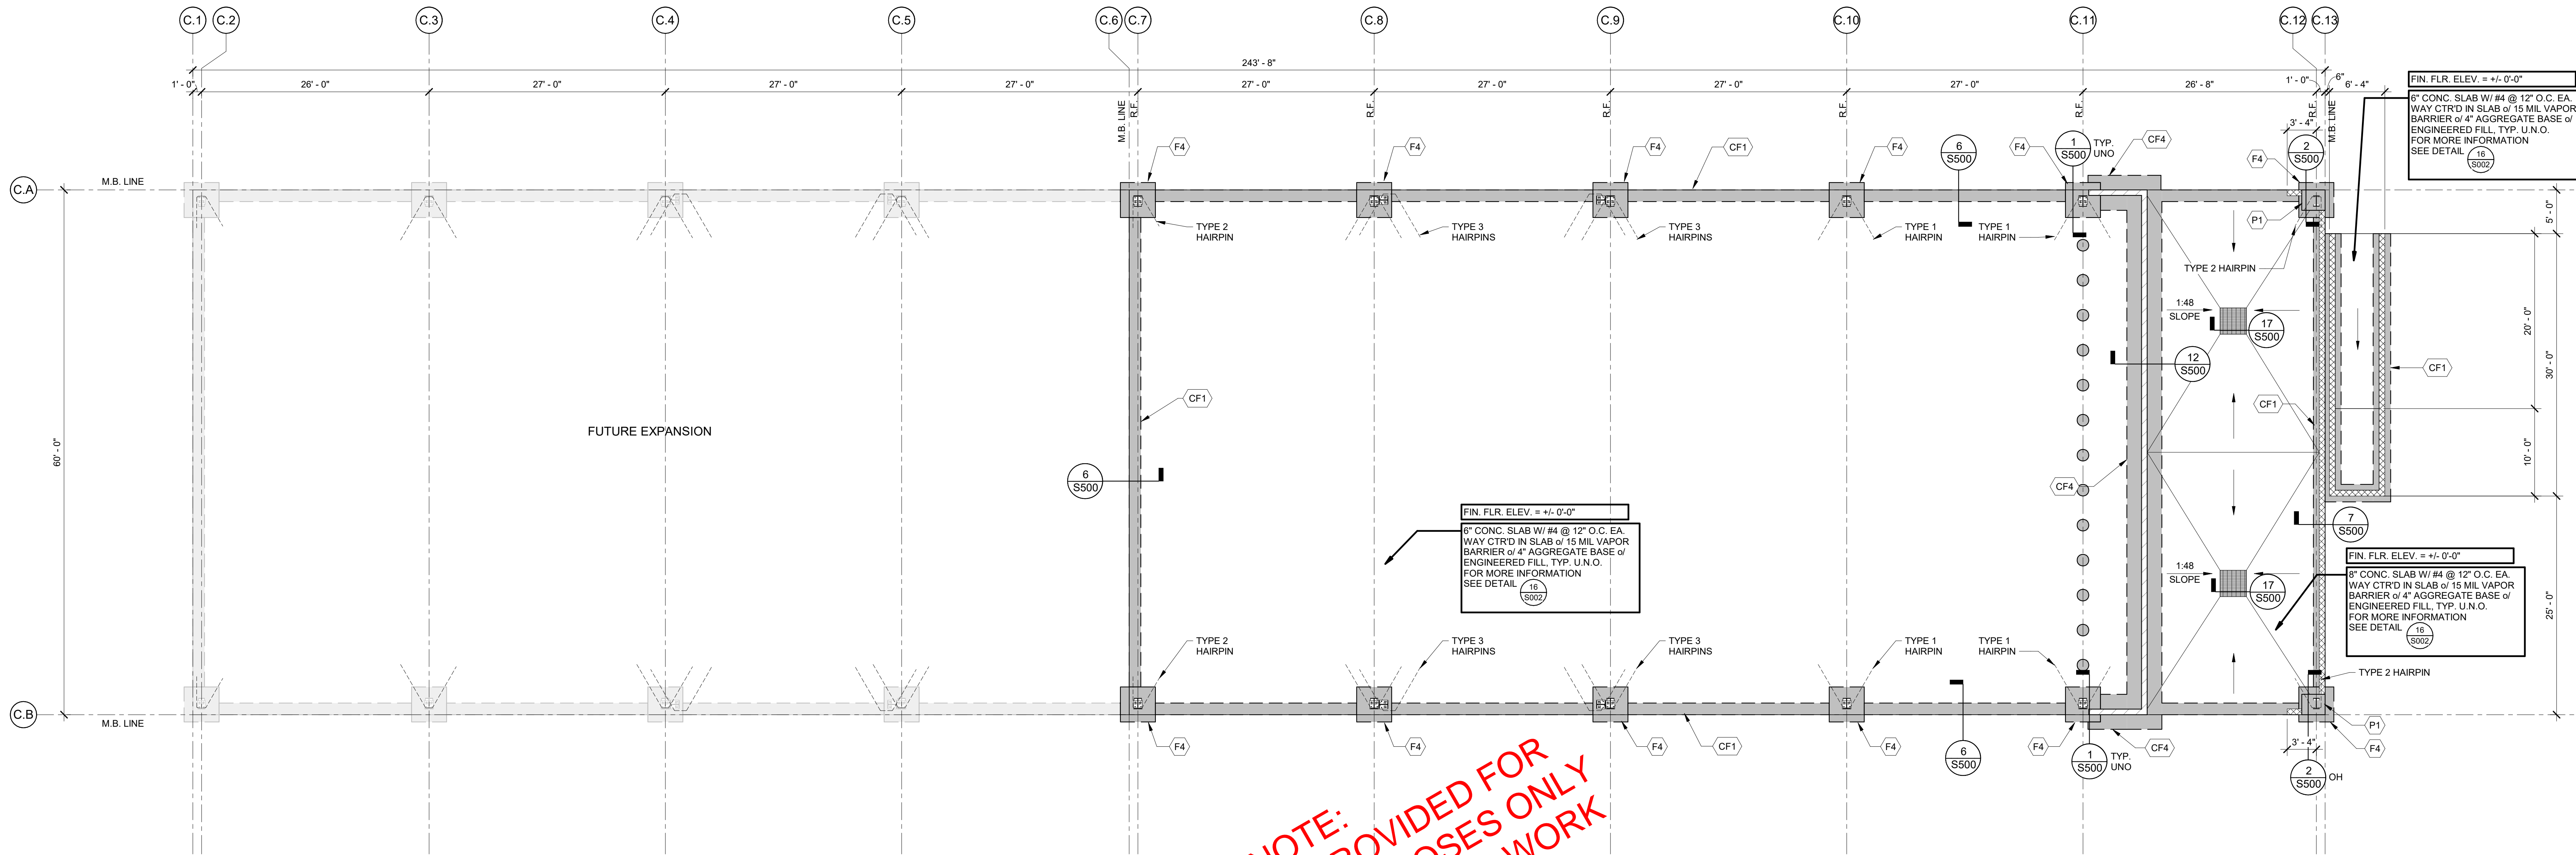 C.1
C.2
C.3
C.4
C.5
C.6
C.7
C.8
C.9
C.10
C.11
C.12
C.13
243' - 8"
1' - 0"
26' - 0"
27' - 0"
27' - 0"
27' - 0"
27' - 0"
27' - 0"
27' - 0"
27' - 0"
26' - 8"
1' - 0"
6"
6' - 4"
M.B. LINE
R.F.
R.F.
R.F.
R.F.
R.F.
R.F.
M.B. LINE
FIN. FLR. ELEV. = +/- 0'-0"
6" CONC. SLAB W/ #4 @ 12" O.C. EA.
WAY CTR'D IN SLAB o/ 15 MIL VAPOR
BARRIER o/ 4" AGGREGATE BASE o/
ENGINEERED FILL, TYP. U.N.O.
FOR MORE INFORMATION
SEE DETAIL
16
S002
3' - 4"
F4
F4
F4
F4
F4
F4
CF1
CF4
6
S500
1
S500
TYP.
UNO
2
S500
C.A
M.B. LINE
P1
5' - 0"
TYPE 2
HAIRPIN
TYPE 3
HAIRPINS
TYPE 3
HAIRPINS
TYPE 1
HAIRPIN
TYPE 1
HAIRPIN
TYPE 2 HAIRPIN
1:48
SLOPE
17
S500
12
S500
20' - 0"
30' - 0"
10' - 0"
CF1
CF1
CF1
60' - 0"
FUTURE EXPANSION
6
S500
CF4
7
S500
FIN. FLR. ELEV. = +/- 0'-0"
6" CONC. SLAB W/ #4 @ 12" O.C. EA.
WAY CTR'D IN SLAB o/ 15 MIL VAPOR
BARRIER o/ 4" AGGREGATE BASE o/
ENGINEERED FILL, TYP. U.N.O.
FOR MORE INFORMATION
SEE DETAIL
16
S002
FIN. FLR. ELEV. = +/- 0'-0"
8" CONC. SLAB W/ #4 @ 12" O.C. EA.
WAY CTR'D IN SLAB o/ 15 MIL VAPOR
BARRIER o/ 4" AGGREGATE BASE o/
ENGINEERED FILL, TYP. U.N.O.
FOR MORE INFORMATION
SEE DETAIL
16
S002
1:48
SLOPE
17
S500
25' - 0"
TYPE 2
HAIRPIN
TYPE 3
HAIRPINS
TYPE 3
HAIRPINS
TYPE 1
HAIRPIN
TYPE 1
HAIRPIN
TYPE 2 HAIRPIN
C.B
M.B. LINE
P1
F4
F4
F4
F4
CF1
F4
F4
6
S500
1
S500
TYP.
UNO
CF4
3' - 4"
2
S500
OH
NOTE:
PROVIDED FOR
ONLY
WORK